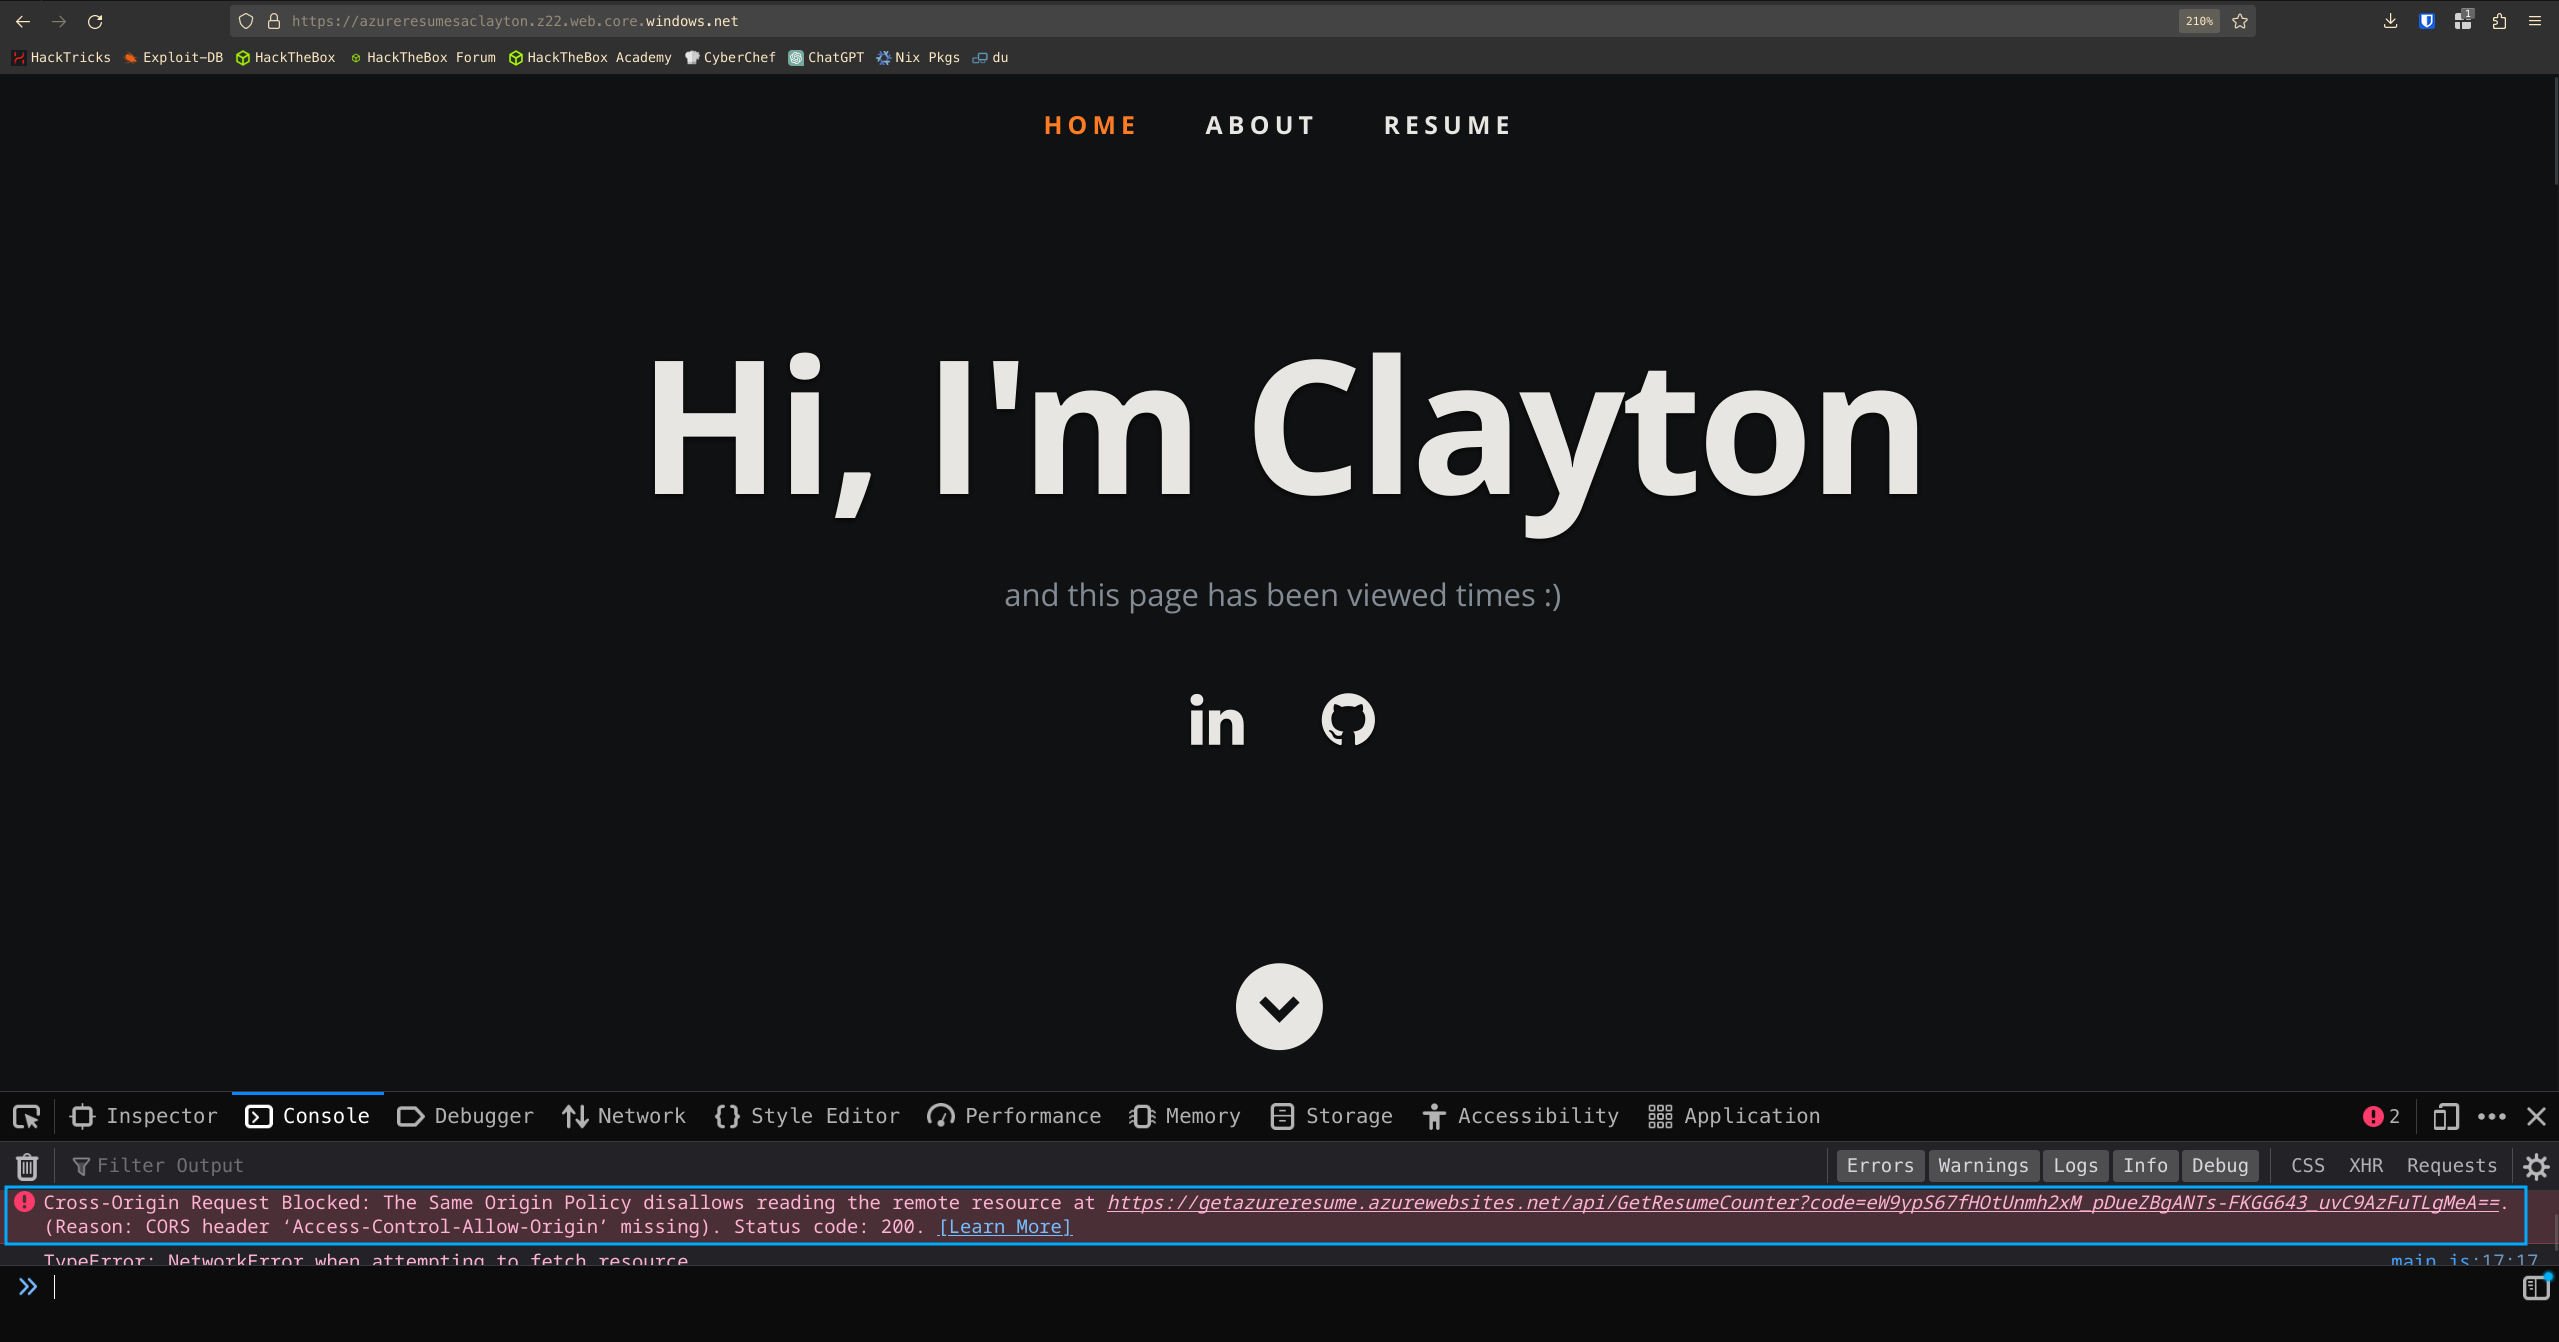 https://azureresumesaclayton.z22.web.core.windows.net
210%
1
HackTricks Exploit-DB HackTheBox HackTheBox Forum HackTheBox Academy CyberChef ChatGPT Nix Pkgs du
HOME ABOUT RESUME
Hi, I'm Clayton
and this page has been viewed times :)
in
Inspector Console Debugger Network Style Editor Performance Memory Storage Accessibility Application 2
Filter Output Errors Warnings Logs Info Debug CSS XHR Requests
Cross-Origin Request Blocked: The Same Origin Policy disallows reading the remote resource at https://getazureresume.azurewebsites.net/api/GetResumeCounter?code=eW9ypS67fHOtUnmh2xM_pDueZBgANTs-FKGG643_uvC9AzFuTLgMeA==.
(Reason: CORS header ‘Access-Control-Allow-Origin’ missing). Status code: 200. [Learn More]
TypeError: NetworkError when attempting to fetch resource. main.js:17:17